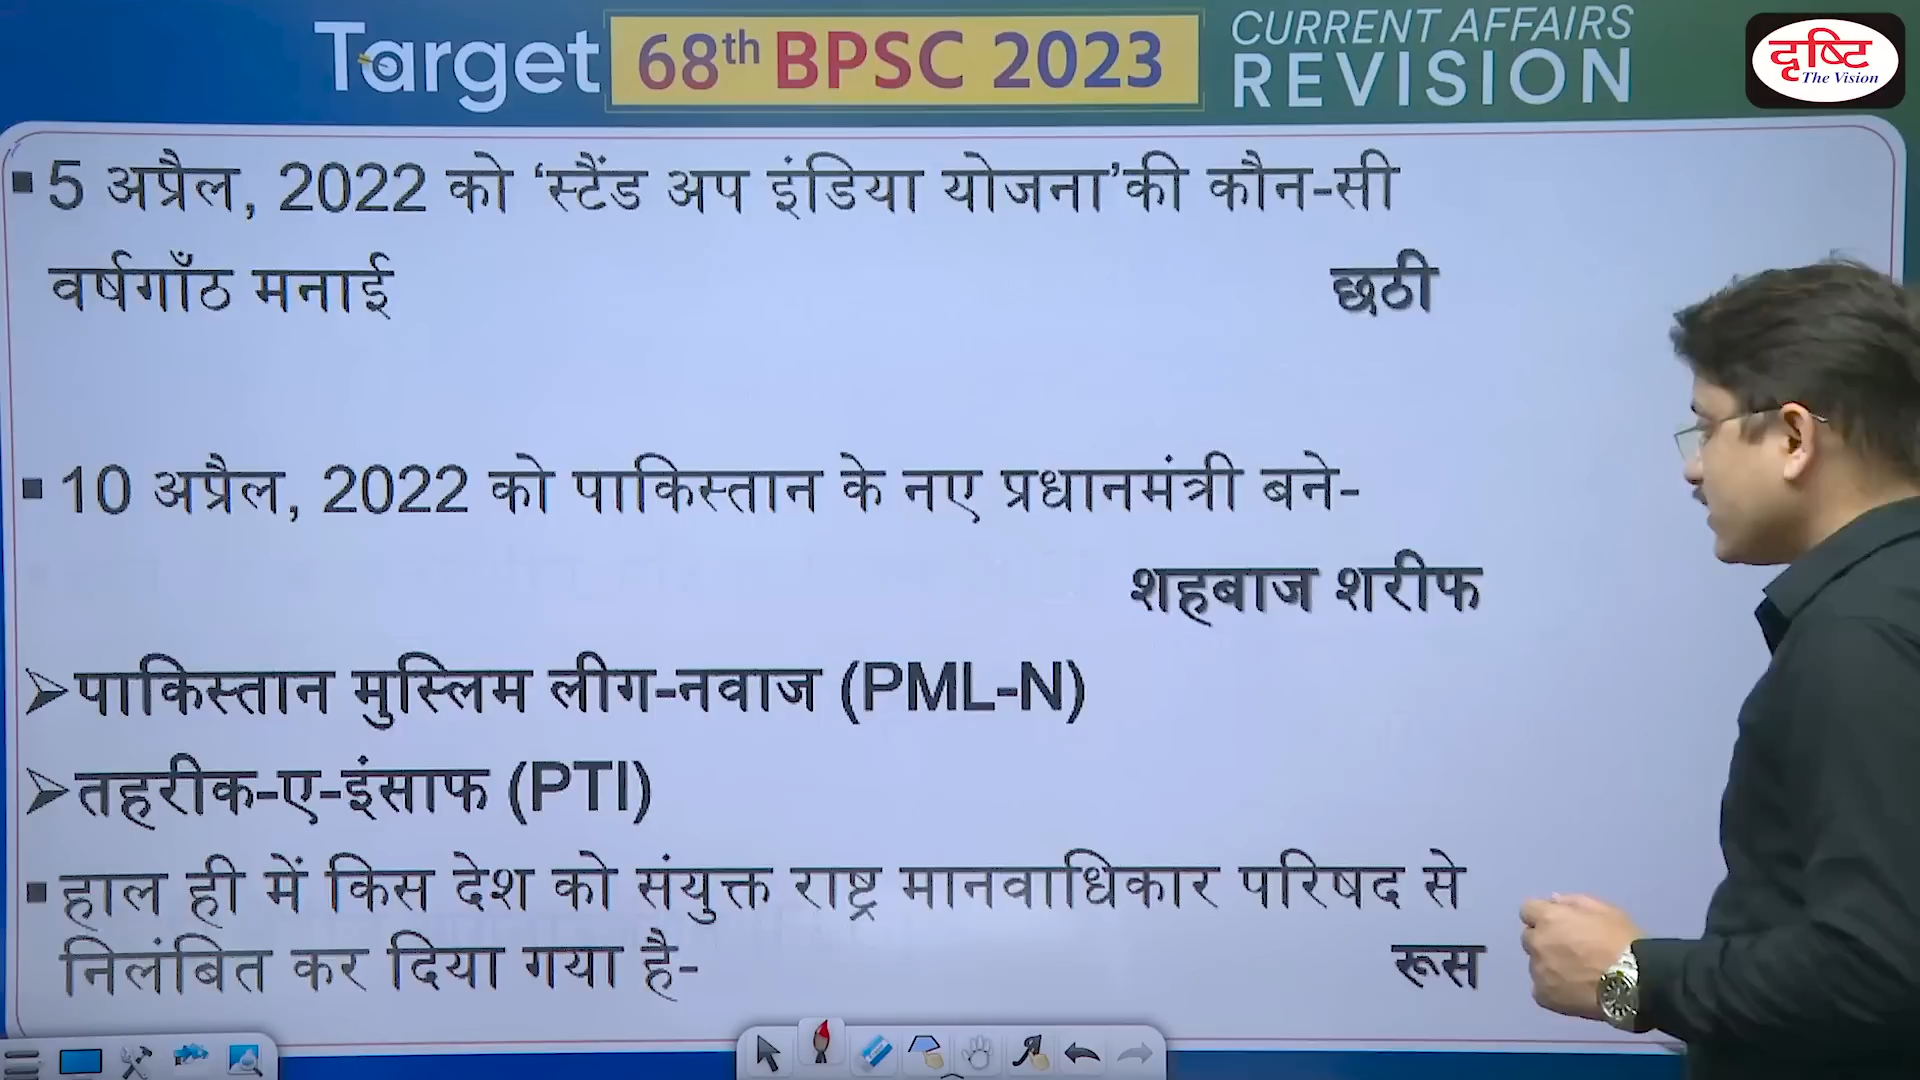 Target 68th BPSC 2023 CURRENT AFFAIRS REVISION
दृष्टि The Vision
▪ 5 अप्रैल, 2022 को ‘स्टैंड अप इंडिया योजना’की कौन-सी
वर्षगाँठ मनाई छठी
▪ 10 अप्रैल, 2022 को पाकिस्तान के नए प्रधानमंत्री बने-
शहबाज शरीफ
➢पाकिस्तान मुस्लिम लीग-नवाज (PML-N)
➢तहरीक-ए-इंसाफ (PTI)
▪ हाल ही में किस देश को संयुक्त राष्ट्र मानवाधिकार परिषद से
निलंबित कर दिया गया है- रूस